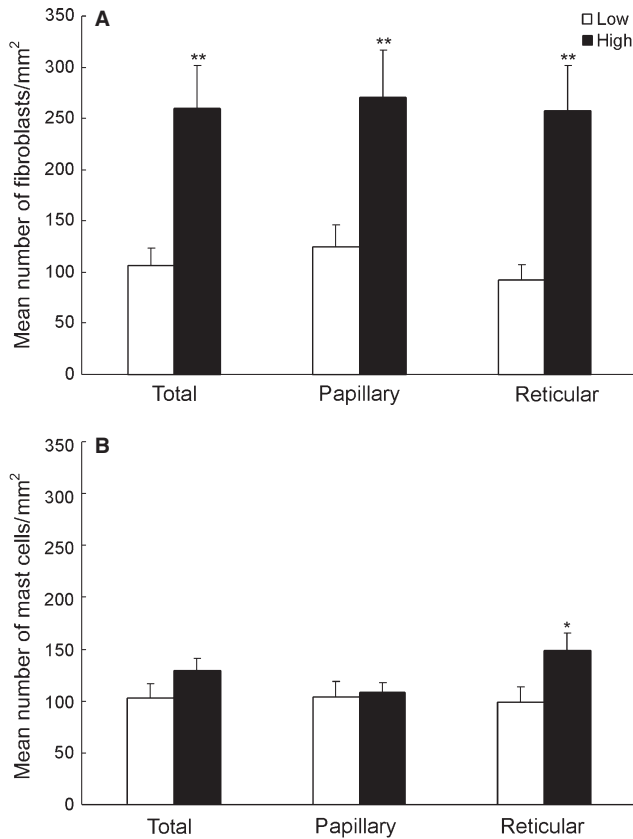 A
Low
High
Mean number of fibroblasts/mm²
350
300
250
200
150
100
50
0
**
**
**
Total
Papillary
Reticular
B
Mean number of mast cells/mm²
350
300
250
200
150
100
50
0
*
Total
Papillary
Reticular